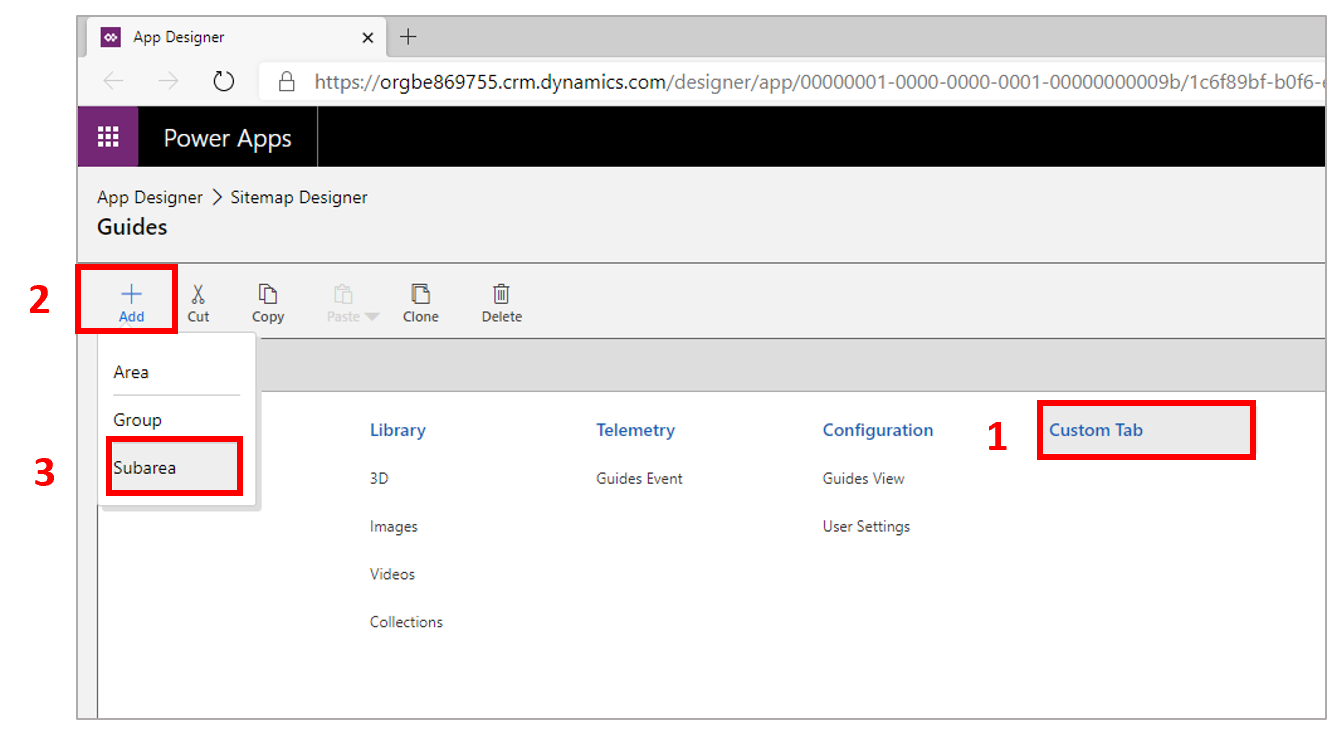 App Designer
https://orgbe869755.crm.dynamics.com/designer/app/00000001-0000-0000-0001-00000000009b/1c6f89bf-b0f6-
Power Apps
App Designer > Sitemap Designer
Guides
2
Add Cut Copy Paste Clone Delete
Area
Group
3
Subarea
Library
3D
Images
Videos
Collections
Telemetry
Guides Event
Configuration
Guides View
User Settings
1
Custom Tab